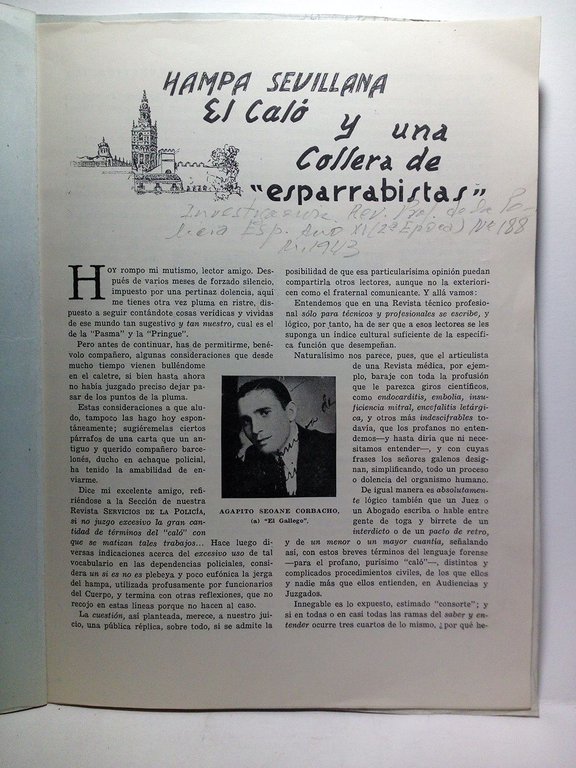 HAMPA SEVILLANA
El Caló
y una
Collera de
"esparrabistas"
Investigación Rev. Prof. de la Po-
licia Esp. Año XI (2ª Epoca) Nº 188
M. 1943
HOY rompo mi mutismo, lector amigo. Des-
pués de varios meses de forzado silencio,
impuesto por una pertinaz dolencia, aquí
me tienes otra vez pluma en ristre, dis-
puesto a seguir contándote cosas verídicas y vividas
de ese mundo tan sugestivo y tan nuestro, cual es el
de la "Pasma" y la "Pringue".
Pero antes de continuar, has de permitirme, bené-
volo compañero, algunas consideraciones que desde
mucho tiempo vienen bulléndome
en el caletre, si bien hasta ahora
no había juzgado preciso dejar pa-
sar de los puntos de la pluma.
Estas consideraciones a que alu-
do, tampoco las hago hoy espon-
táneamente; sugiéremelas ciertos
párrafos de una carta que un an-
tiguo y querido compañero barce-
lonés, ducho en achaque policial,
ha tenido la amabilidad de en-
viarme.
Dice mi excelente amigo, refi-
riéndose a la Sección de nuestra
Revista SERVICIOS DE LA POLICÍA,
si no juzgo excesivo la gran can-
tidad de términos del "caló" con
que se matizan tales trabajos... Hace luego di-
versas indicaciones acerca del excesivo uso de tal
vocabulario en las dependencias policiales, consi-
dera un si es no es plebeya y poco eufónica la jerga
del hampa, utilizada profusamente por funcionarios
del Cuerpo, y termina con otras reflexiones, que no
recojo en estas líneas porque no hacen al caso.
La cuestión, así planteada, merece, a nuestro jui-
cio, una pública réplica, sobre todo, si se admite la
AGAPITO SEOANE CORBACHO,
(a) "El Gallego".
posibilidad de que esa particularísima opinión puedan
compartirla otros lectores, aunque no la exteriori-
cen como el fraternal comunicante. Y allá vamos:
Entendemos que en una Revista técnico profesio-
nal sólo para técnicos y profesionales se escribe, y
lógico, por tanto, ha de ser que a esos lectores se les
suponga un índice cultural suficiente de la específi-
ca función que desempeñan.
Naturalísimo nos parece, pues, que el articulista
de una Revista médica, por ejem-
plo, baraje con toda la profusión
que le parezca giros científicos,
como endocarditis, embolia, insu-
ficiencia mitral, encefalitis letárgi-
ca, y otros más indescifrables to-
davía, que los profanos no enten-
demos—y hasta diría que ni nece-
sitamos entender—, y con cuyas
frases los señores galenos desig-
nan, simplificando, todo un proceso
o dolencia del organismo humano.
De igual manera es absolutamen-
te lógico también que un Juez o
un Abogado escriba o hable entre
gente de toga y birrete de un
interdicto o de un pacto de retro,
y de un menor o un mayor cuantía, señalando
así, con estos breves términos del lenguaje forense
—para el profano, purísimo "caló"—, distintos y
complicados procedimientos civiles, de los que ellos
y nadie más que ellos entienden, en Audiencias y
Juzgados.
Innegable es lo expuesto, estimado "consorte"; y
si en todas o en casi todas las ramas del saber y en-
tender ocurre tres cuartos de lo mismo, ¿por qué he-